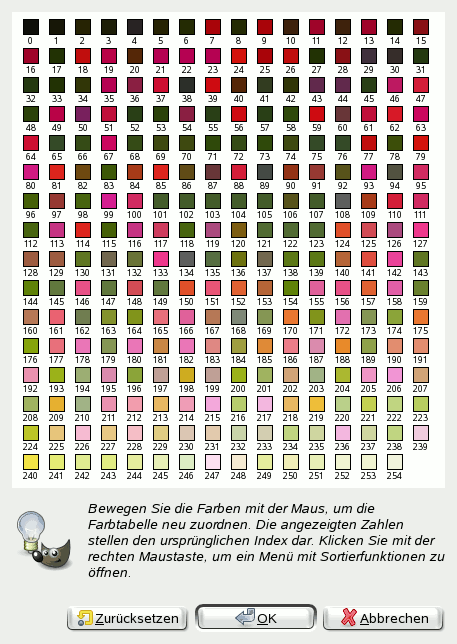 0 1 2 3 4 5 6 7 8 9 10 11 12 13 14 15
16 17 18 19 20 21 22 23 24 25 26 27 28 29 30 31
32 33 34 35 36 37 38 39 40 41 42 43 44 45 46 47
48 49 50 51 52 53 54 55 56 57 58 59 60 61 62 63
64 65 66 67 68 69 70 71 72 73 74 75 76 77 78 79
80 81 82 83 84 85 86 87 88 89 90 91 92 93 94 95
96 97 98 99 100 101 102 103 104 105 106 107 108 109 110 111
112 113 114 115 116 117 118 119 120 121 122 123 124 125 126 127
128 129 130 131 132 133 134 135 136 137 138 139 140 141 142 143
144 145 146 147 148 149 150 151 152 153 154 155 156 157 158 159
160 161 162 163 164 165 166 167 168 169 170 171 172 173 174 175
176 177 178 179 180 181 182 183 184 185 186 187 188 189 190 191
192 193 194 195 196 197 198 199 200 201 202 203 204 205 206 207
208 209 210 211 212 213 214 215 216 217 218 219 220 221 222 223
224 225 226 227 228 229 230 231 232 233 234 235 236 237 238 239
240 241 242 243 244 245 246 247 248 249 250 251 252 253 254
Bewegen Sie die Farben mit der Maus, um die
Farbtabelle neu zuordnen. Die angezeigten Zahlen
stellen den ursprünglichen Index dar. Klicken Sie mit der
rechten Maustaste, um ein Menü mit Sortierfunktionen zu
öffnen.
Zurücksetzen OK Abbrechen